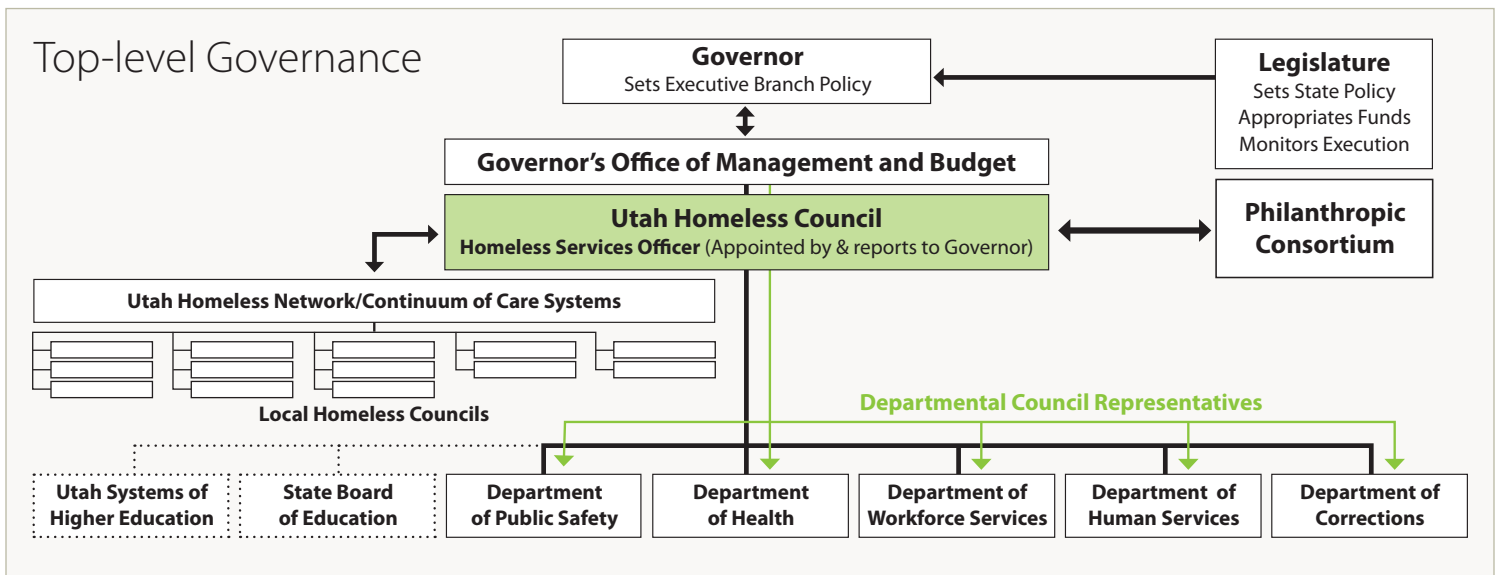 Top-level Governance
Governor
Sets Executive Branch Policy
Legislature
Sets State Policy
Appropriates Funds
Monitors Execution
Governor’s Office of Management and Budget
Utah Homeless Council
Homeless Services Officer (Appointed by & reports to Governor)
Philanthropic
Consortium
Utah Homeless Network/Continuum of Care Systems
Local Homeless Councils
Departmental Council Representatives
Utah Systems of
Higher Education
State Board
of Education
Department
of Public Safety
Department
of Health
Department of
Workforce Services
Department of
Human Services
Department of
Corrections